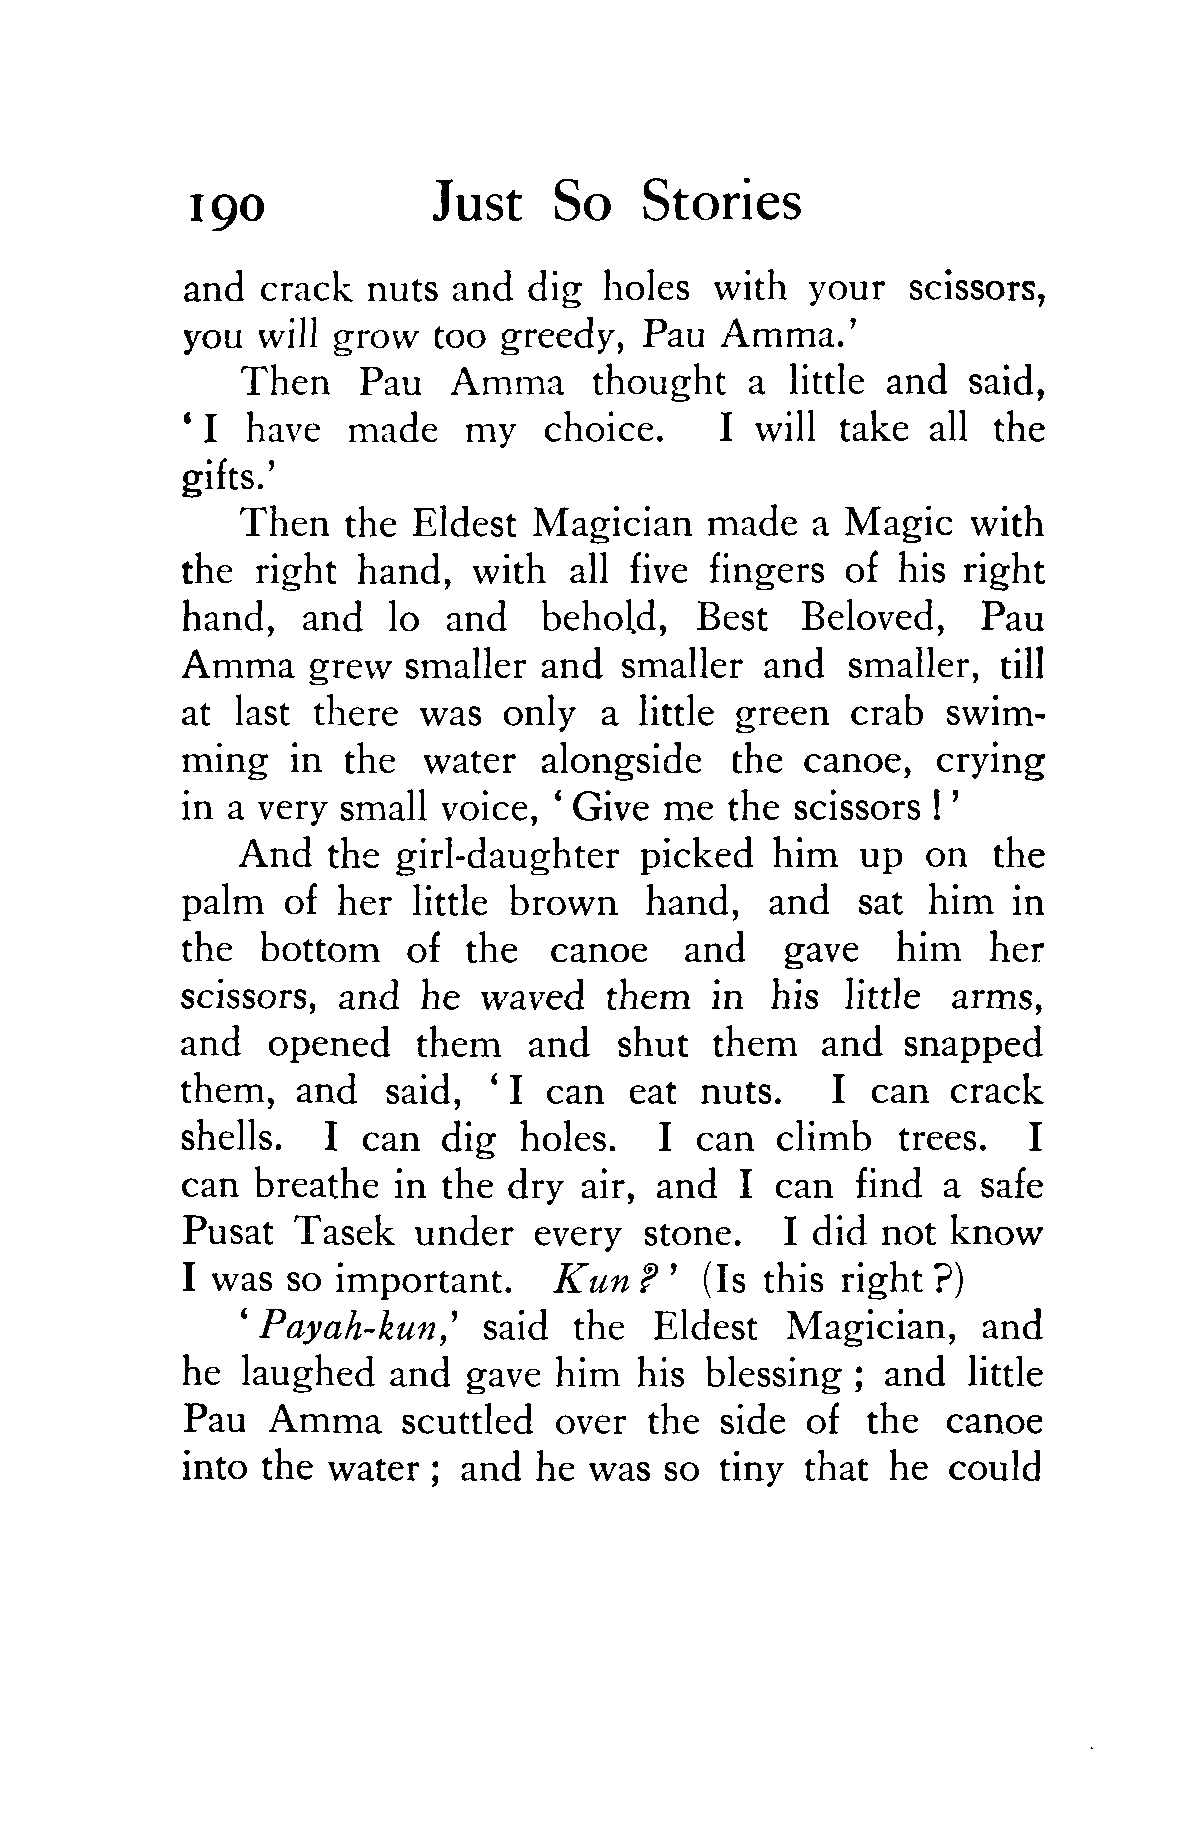 190 Just So Stories
and crack nuts and dig holes with your scissors,
you will grow too greedy, Pau Amma.’
Then Pau Amma thought a little and said,
‘ I have made my choice. I will take all the
gifts.’
Then the Eldest Magician made a Magic with
the right hand, with all five fingers of his right
hand, and lo and behold, Best Beloved, Pau
Amma grew smaller and smaller and smaller, till
at last there was only a little green crab swim-
ming in the water alongside the canoe, crying
in a very small voice, ‘ Give me the scissors ! ’
And the girl-daughter picked him up on the
palm of her little brown hand, and sat him in
the bottom of the canoe and gave him her
scissors, and he waved them in his little arms,
and opened them and shut them and snapped
them, and said, ‘ I can eat nuts. I can crack
shells. I can dig holes. I can climb trees. I
can breathe in the dry air, and I can find a safe
Pusat Tasek under every stone. I did not know
I was so important. Kun ? ’ (Is this right ?)
‘ Payah-kun,’ said the Eldest Magician, and
he laughed and gave him his blessing ; and little
Pau Amma scuttled over the side of the canoe
into the water ; and he was so tiny that he could